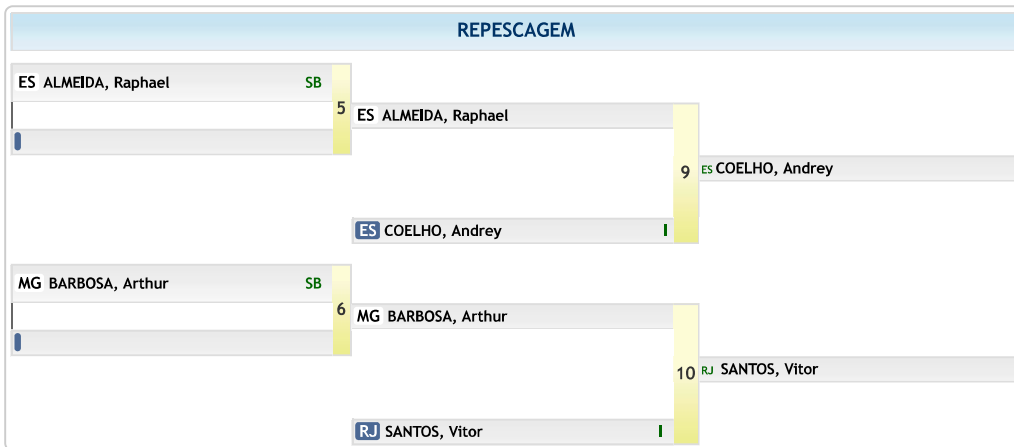 REPESCAGEM
ES ALMEIDA, Raphael SB
5
ES ALMEIDA, Raphael
9
ES COELHO, Andrey
ES COELHO, Andrey I
MG BARBOSA, Arthur SB
6
MG BARBOSA, Arthur
10
RJ SANTOS, Vitor
RJ SANTOS, Vitor I